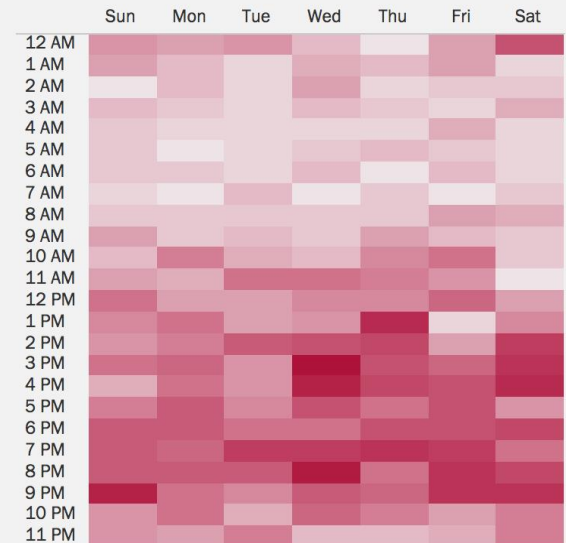 Sun Mon Tue Wed Thu Fri Sat
12 AM
1 AM
2 AM
3 AM
4 AM
5 AM
6 AM
7 AM
8 AM
9 AM
10 AM
11 AM
12 PM
1 PM
2 PM
3 PM
4 PM
5 PM
6 PM
7 PM
8 PM
9 PM
10 PM
11 PM